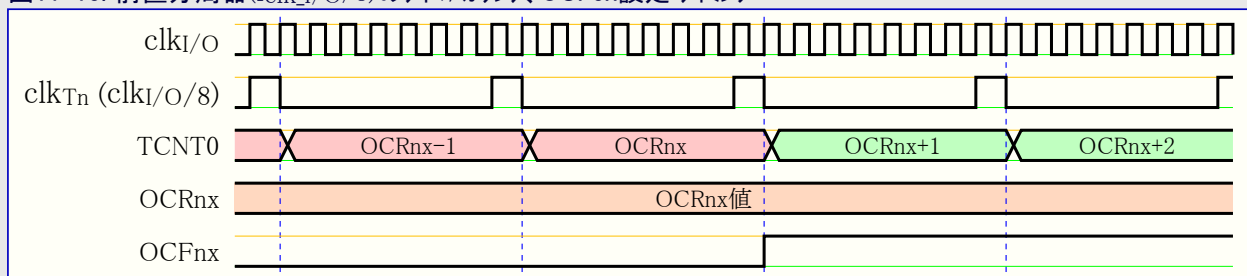 clkI/O
clkTn (clkI/O/8)
TCNT0 OCRnx-1 OCRnx OCRnx+1 OCRnx+2
OCRnx OCRnx値
OCFnx